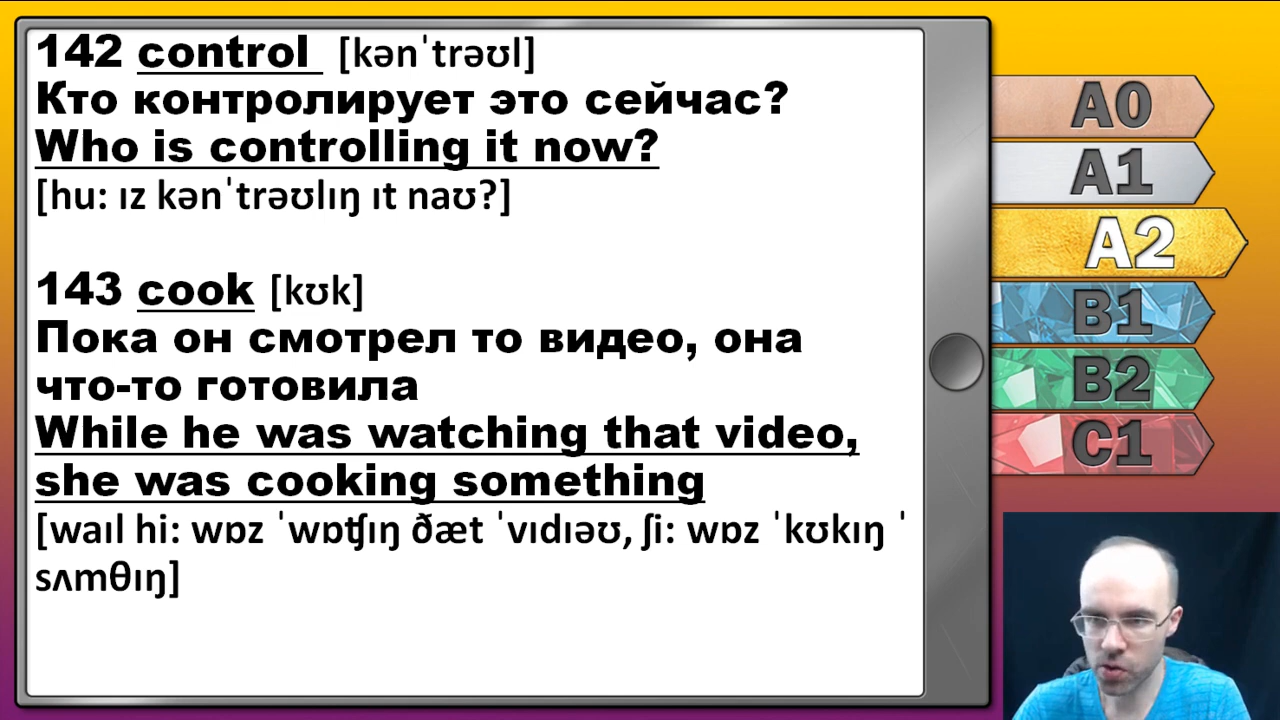 142 control [kənˈtrəʊl]
Кто контролирует это сейчас?
Who is controlling it now?
[hu: ɪz kənˈtrəʊlɪŋ ɪt naʊ?]
143 cook [kʊk]
Пока он смотрел то видео, она
что-то готовила
While he was watching that video,
she was cooking something
[waɪl hi: wɒz ˈwɒʧɪŋ ðæt ˈvɪdɪəʊ, ʃi: wɒz ˈkʊkɪŋ ˈ
sʌmθɪŋ]
A0
A1
A2
B1
B2
C1